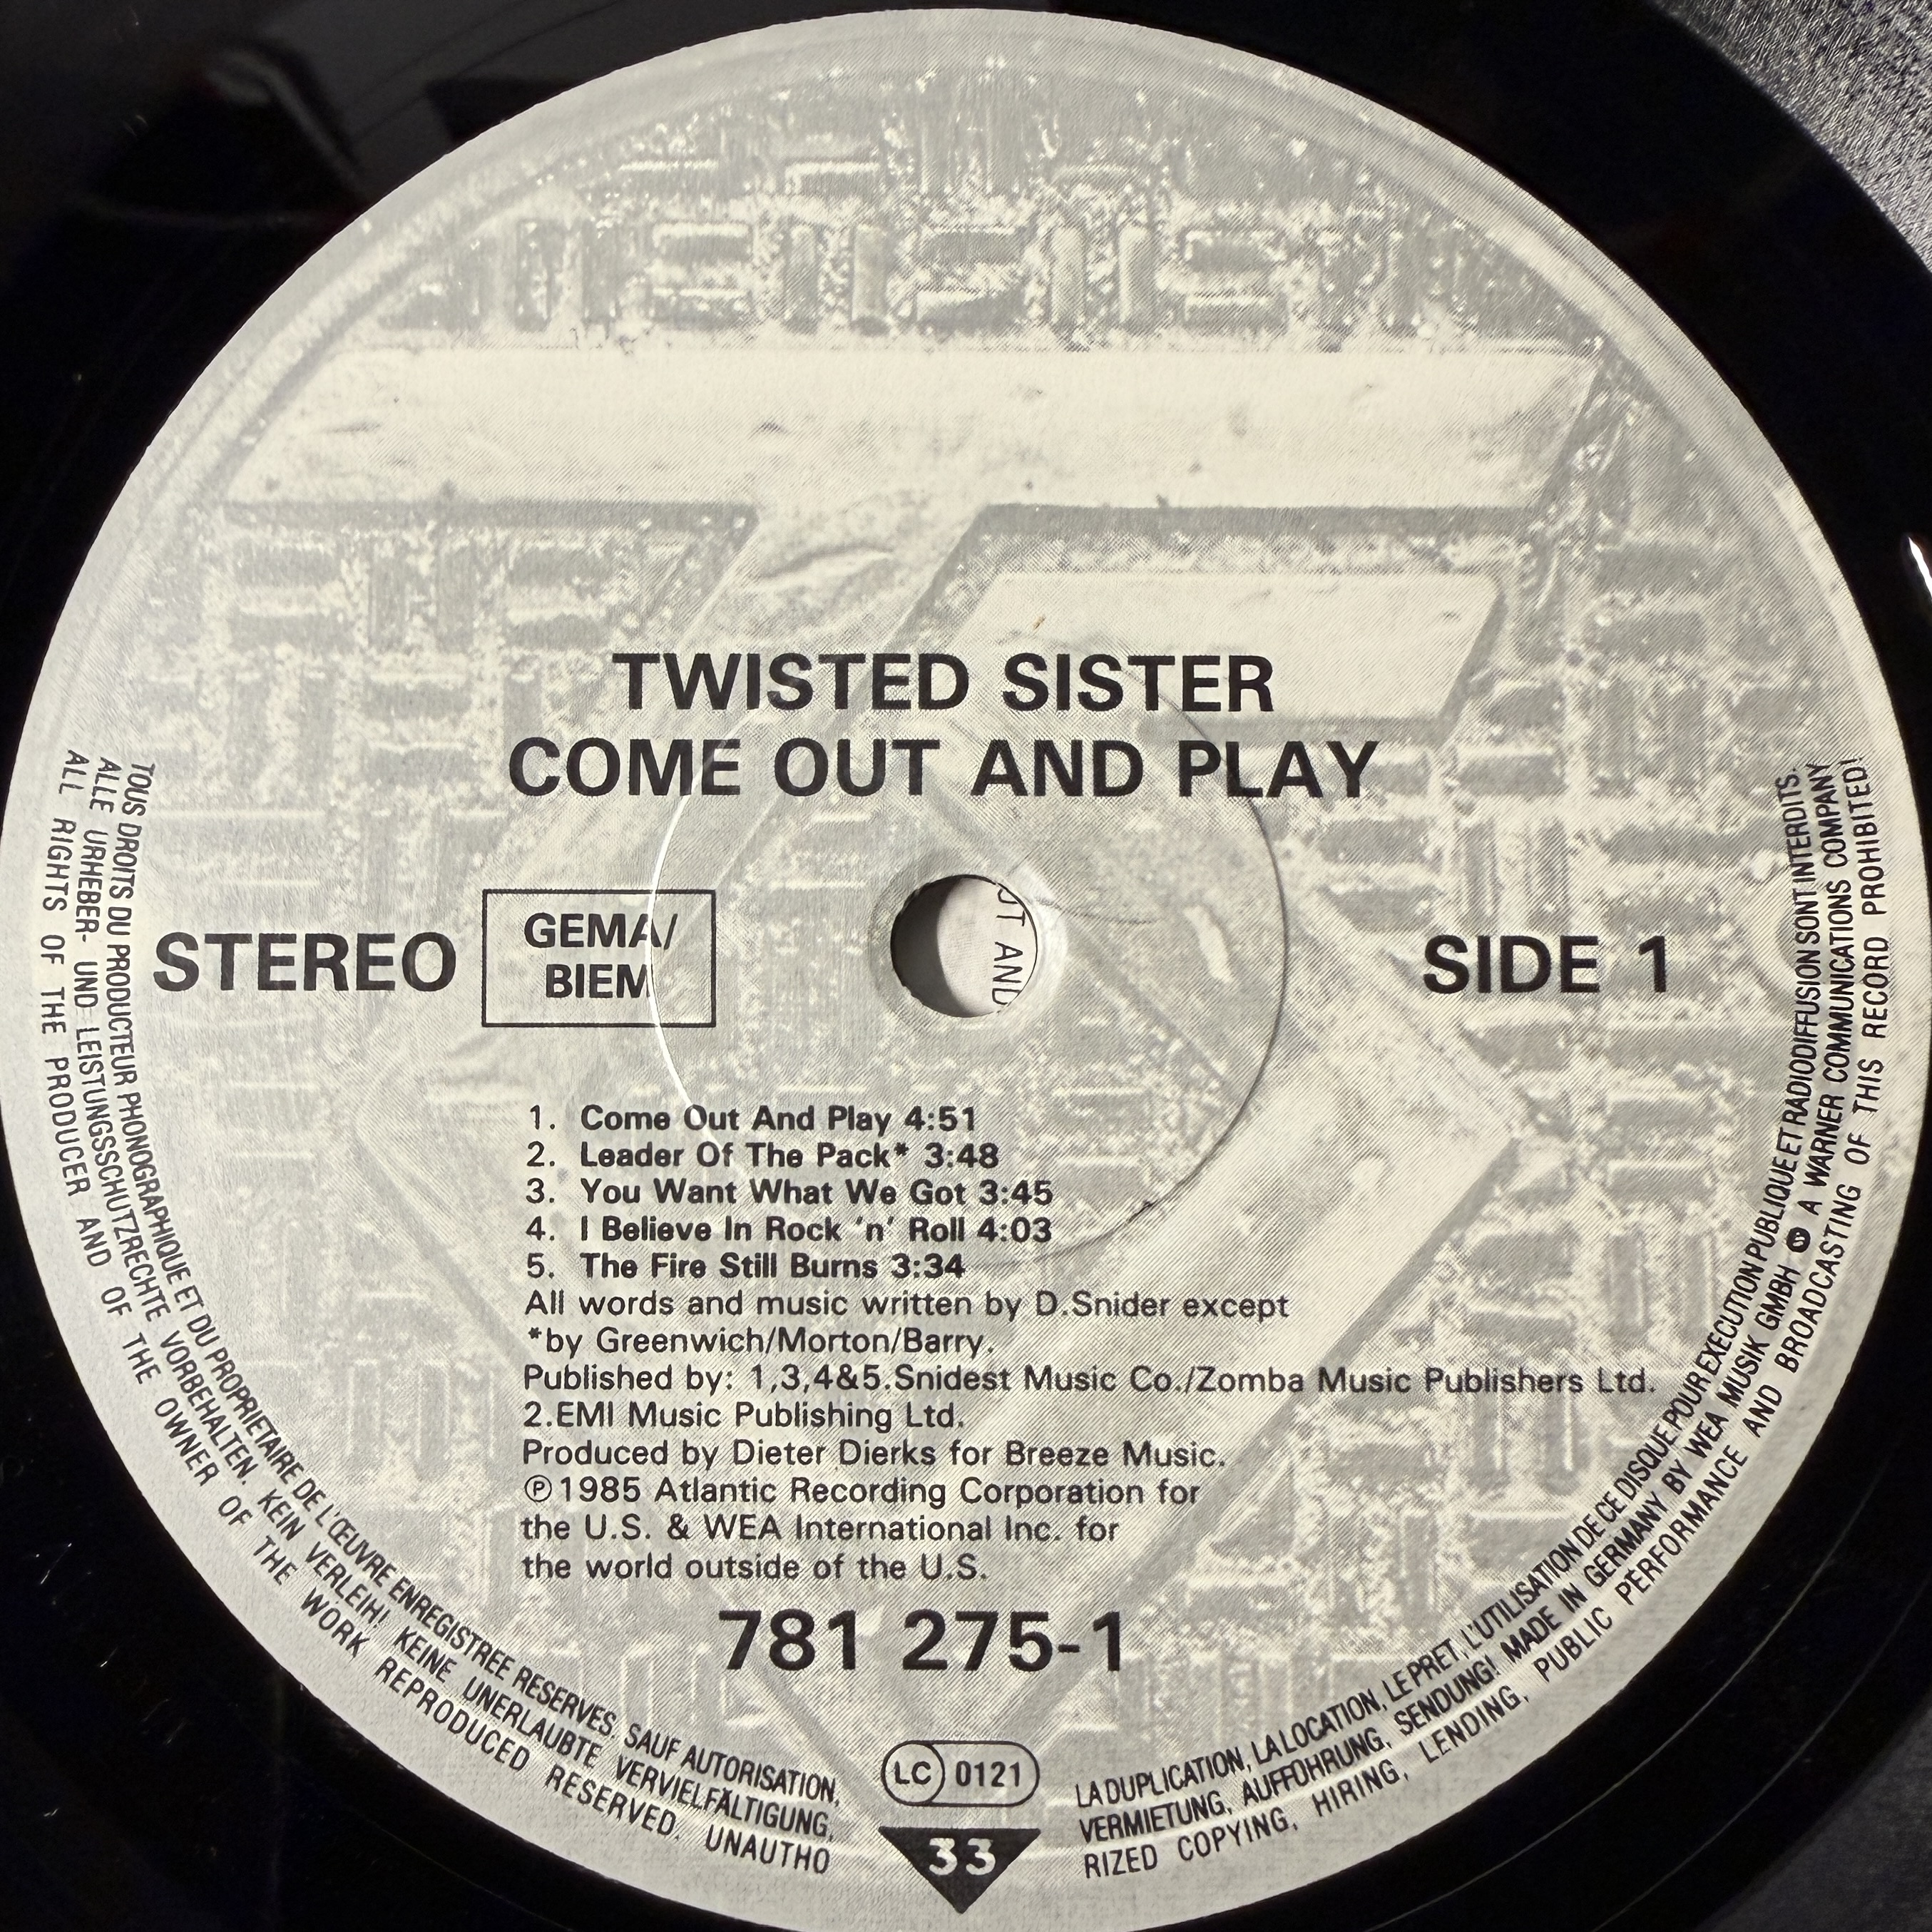 TWISTED SISTER
COME OUT AND PLAY
STEREO
GEMA/
BIEM
UT AND
SIDE 1
1. Come Out And Play 4:51
2. Leader Of The Pack* 3:48
3. You Want What We Got 3:45
4. I Believe In Rock ‘n’ Roll 4:03
5. The Fire Still Burns 3:34
All words and music written by D.Snider except
*by Greenwich/Morton/Barry.
Published by: 1,3,4&5.Snidest Music Co./Zomba Music Publishers Ltd.
2.EMI Music Publishing Ltd.
Produced by Dieter Dierks for Breeze Music.
℗1985 Atlantic Recording Corporation for
the U.S. & WEA International Inc. for
the world outside of the U.S.
781 275-1
LC 0121
33
TOUS DROITS DU PRODUCTEUR PHONOGRAPHIQUE ET DU PROPRIETAIRE DE L'ŒUVRE ENREGISTREE RESERVES. SAUF AUTORISATION, LA DUPLICATION, LA LOCATION, LE PRET, L'UTILISATION DE CE DISQUE POUR EXECUTION PUBLIQUE ET RADIODIFFUSION SONT INTERDITS.
ALLE URHEBER- UND LEISTUNGSSCHUTZRECHTE VORBEHALTEN. KEIN VERLEIH! KEINE UNERLAUBTE VERVIELFÄLTIGUNG, VERMIETUNG, AUFFÖHRUNG, SENDUNG! MADE IN GERMANY BY WEA MUSIK GMBH A WARNER COMMUNICATIONS COMPANY
ALL RIGHTS OF THE PRODUCER AND OF THE OWNER OF THE WORK REPRODUCED RESERVED. UNAUTHORIZED COPYING, HIRING, LENDING, PUBLIC PERFORMANCE AND BROADCASTING OF THIS RECORD PROHIBITED!